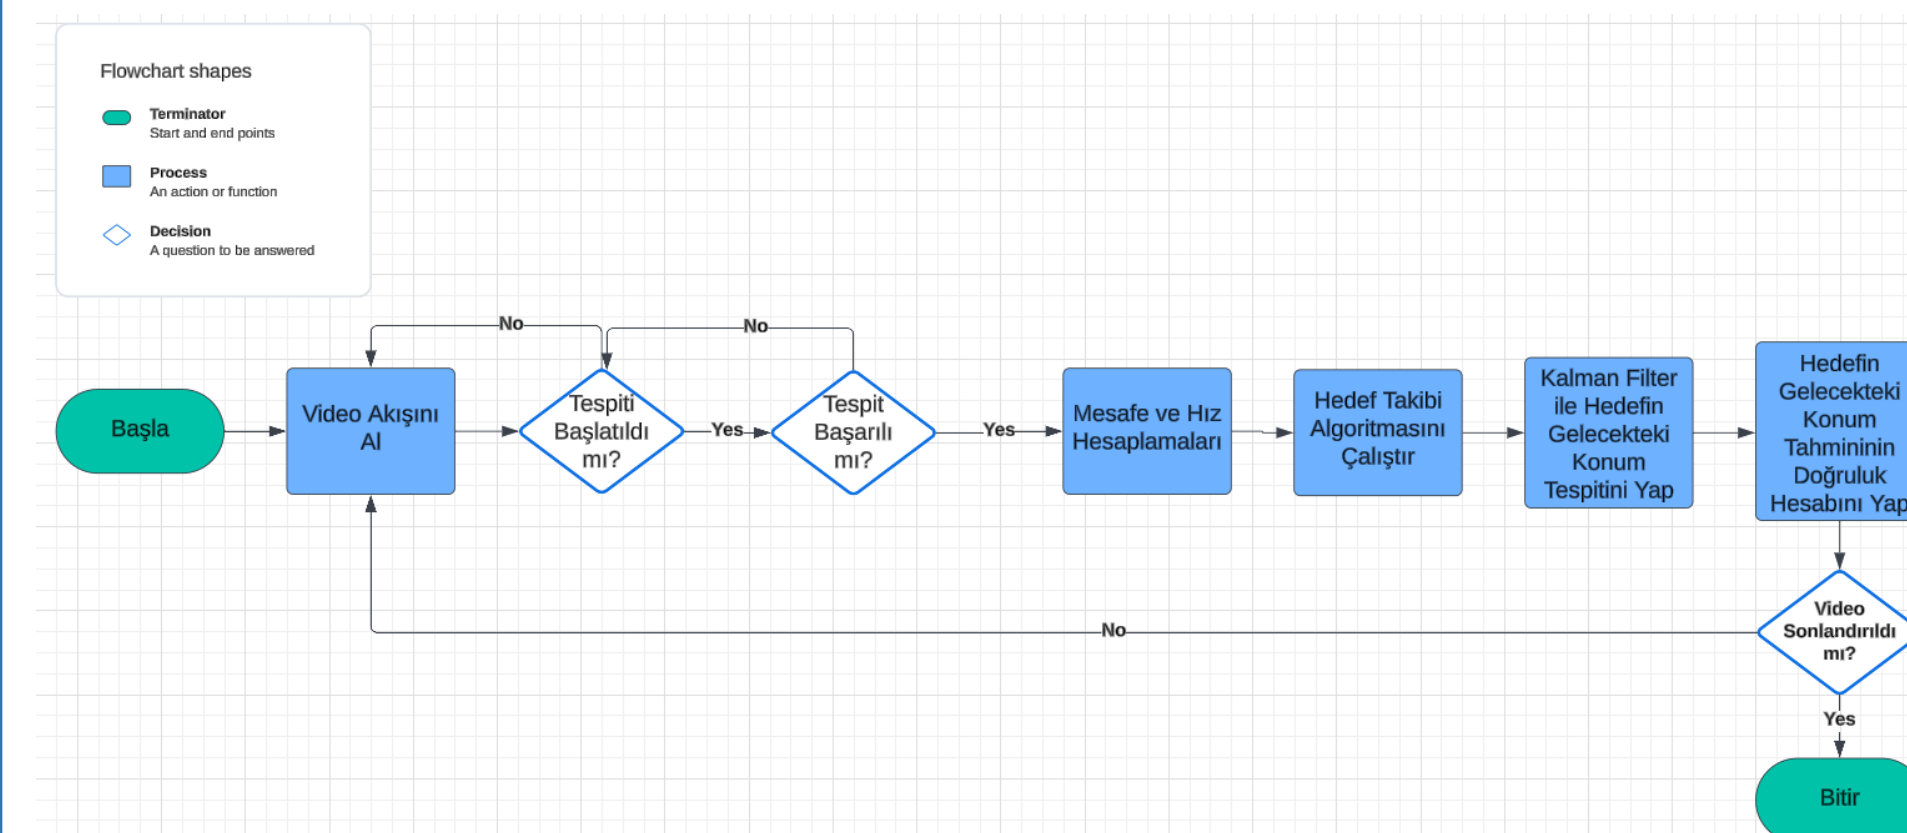 Flowchart shapes
Terminator
Start and end points
Process
An action or function
Decision
A question to be answered
No
No
Başla
Video Akışını
Al
Tespiti
Başlatıldı
mı?
Yes
Tespit
Başarılı
mı?
Yes
Mesafe ve Hız
Hesaplamaları
Hedef Takibi
Algoritmasını
Çalıştır
Kalman Filter
ile Hedefin
Gelecekteki
Konum
Tespitini Yap
Hedefin
Gelecekteki
Konum
Tahmininin
Doğruluk
Hesabını Yap
No
Video
Sonlandırıldı
mı?
Yes
Bitir